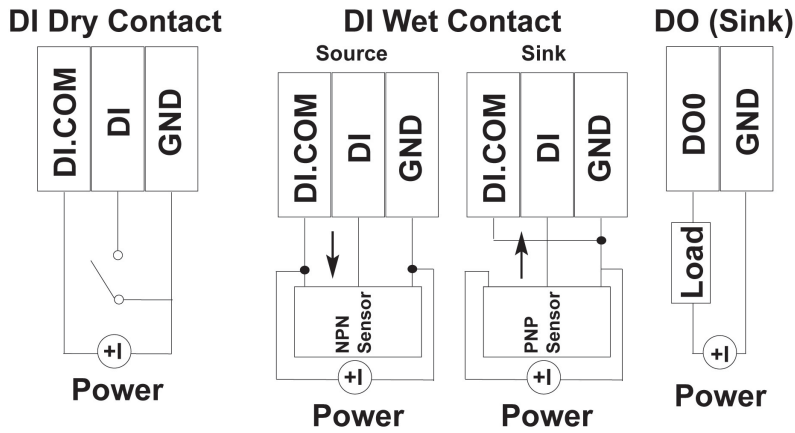 DI Dry Contact
DI.COM
DI
GND
+I
Power
DI Wet Contact
Source
DI.COM
DI
GND
NPN
Sensor
+I
Power
Sink
DI.COM
DI
GND
PNP
Sensor
+I
Power
DO (Sink)
DO0
GND
Load
+I
Power